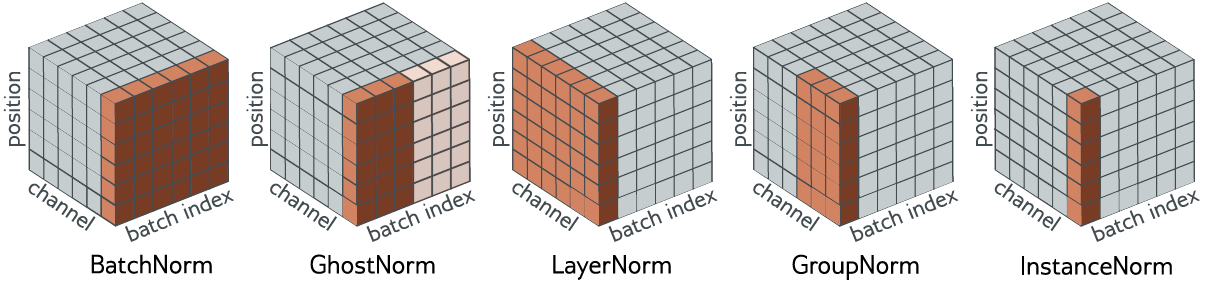 position
channel
batch index
BatchNorm
position
channel
batch index
GhostNorm
position
channel
batch index
LayerNorm
position
channel
batch index
GroupNorm
position
channel
batch index
InstanceNorm